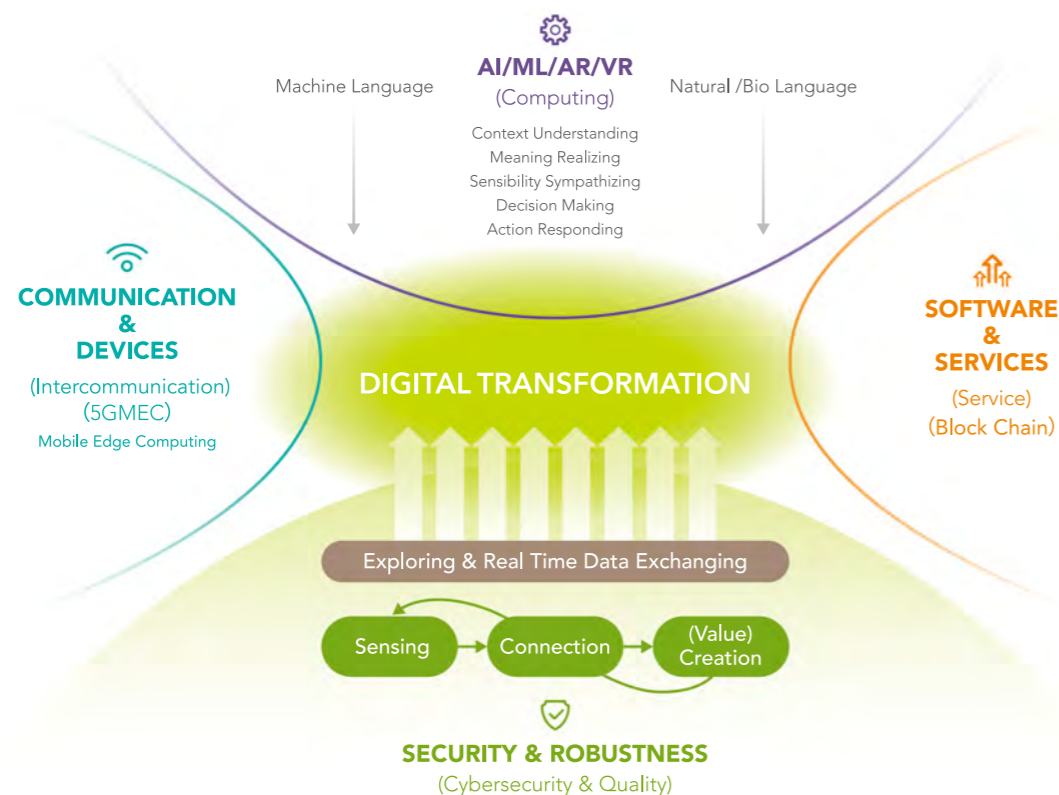 AI/ML/AR/VR
(Computing)
Machine Language
Natural /Bio Language
Context Understanding
Meaning Realizing
Sensibility Sympathizing
Decision Making
Action Responding
COMMUNICATION
&
DEVICES
(Intercommunication)
(5GMEC)
Mobile Edge Computing
SOFTWARE
&
SERVICES
(Service)
(Block Chain)
DIGITAL TRANSFORMATION
Exploring & Real Time Data Exchanging
Sensing
Connection
(Value)
Creation
SECURITY & ROBUSTNESS
(Cybersecurity & Quality)